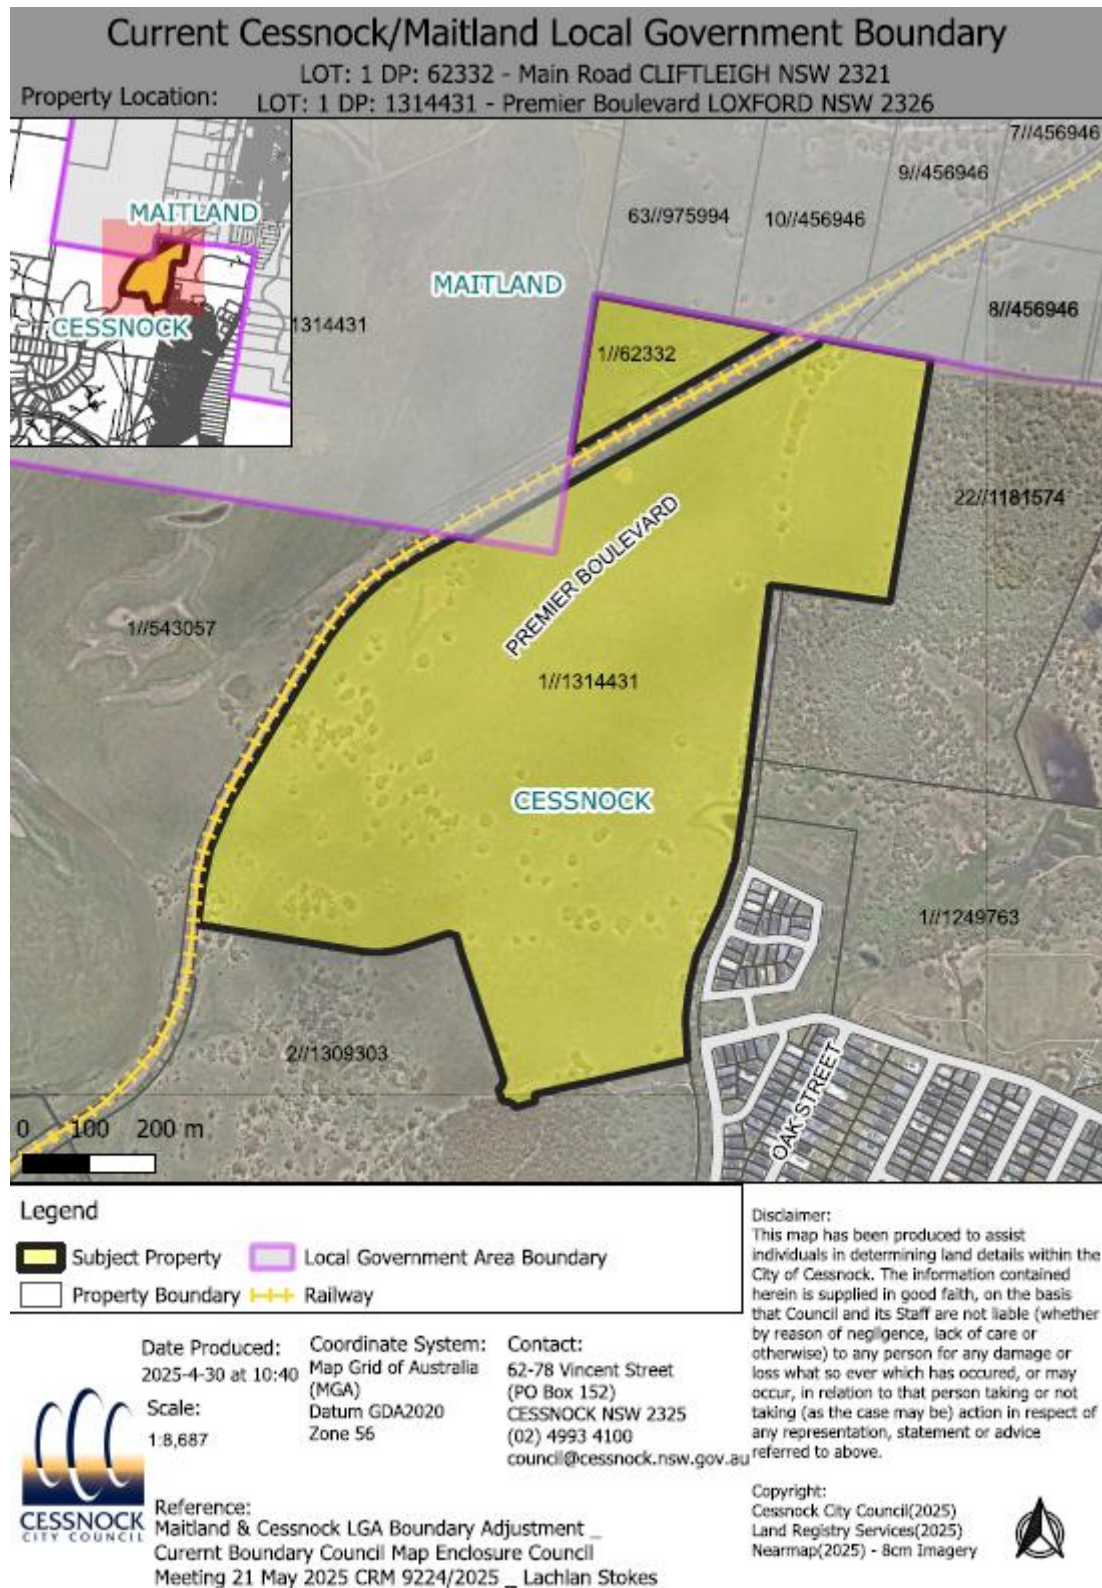 Current Cessnock/Maitland Local Government Boundary
LOT: 1 DP: 62332 - Main Road CLIFTLEIGH NSW 2321
Property Location: LOT: 1 DP: 1314431 - Premier Boulevard LOXFORD NSW 2326
7//456946
9//456946
63//975994
10//456946
MAITLAND
MAITLAND
8//456946
CESSNOCK
1314431
1//62332
22//1181574
PREMIER BOULEVARD
1//543057
1//1314431
CESSNOCK
1//1249763
2//1309303
OAK STREET
0 100 200 m
Legend
Subject Property
Local Government Area Boundary
Property Boundary
Railway
Date Produced:
2025-4-30 at 10:40
Scale:
1:8,687
Coordinate System:
Map Grid of Australia
(MGA)
Datum GDA2020
Zone 56
Contact:
62-78 Vincent Street
(PO Box 152)
CESSNOCK NSW 2325
(02) 4993 4100
council@cessnock.nsw.gov.au
CESSNOCK
CITY COUNCIL
Reference:
Maitland & Cessnock LGA Boundary Adjustment _
Curernt Boundary Council Map Enclosure Council
Meeting 21 May 2025 CRM 9224/2025 _ Lachlan Stokes
Disclaimer:
This map has been produced to assist
individuals in determining land details within the
City of Cessnock. The information contained
herein is supplied in good faith, on the basis
that Council and its Staff are not liable (whether
by reason of negligence, lack of care or
otherwise) to any person for any damage or
loss what so ever which has occured, or may
occur, in relation to that person taking or not
taking (as the case may be) action in respect of
any representation, statement or advice
referred to above.
Copyright:
Cessnock City Council(2025)
Land Registry Services(2025)
Nearmap(2025) - 8cm Imagery